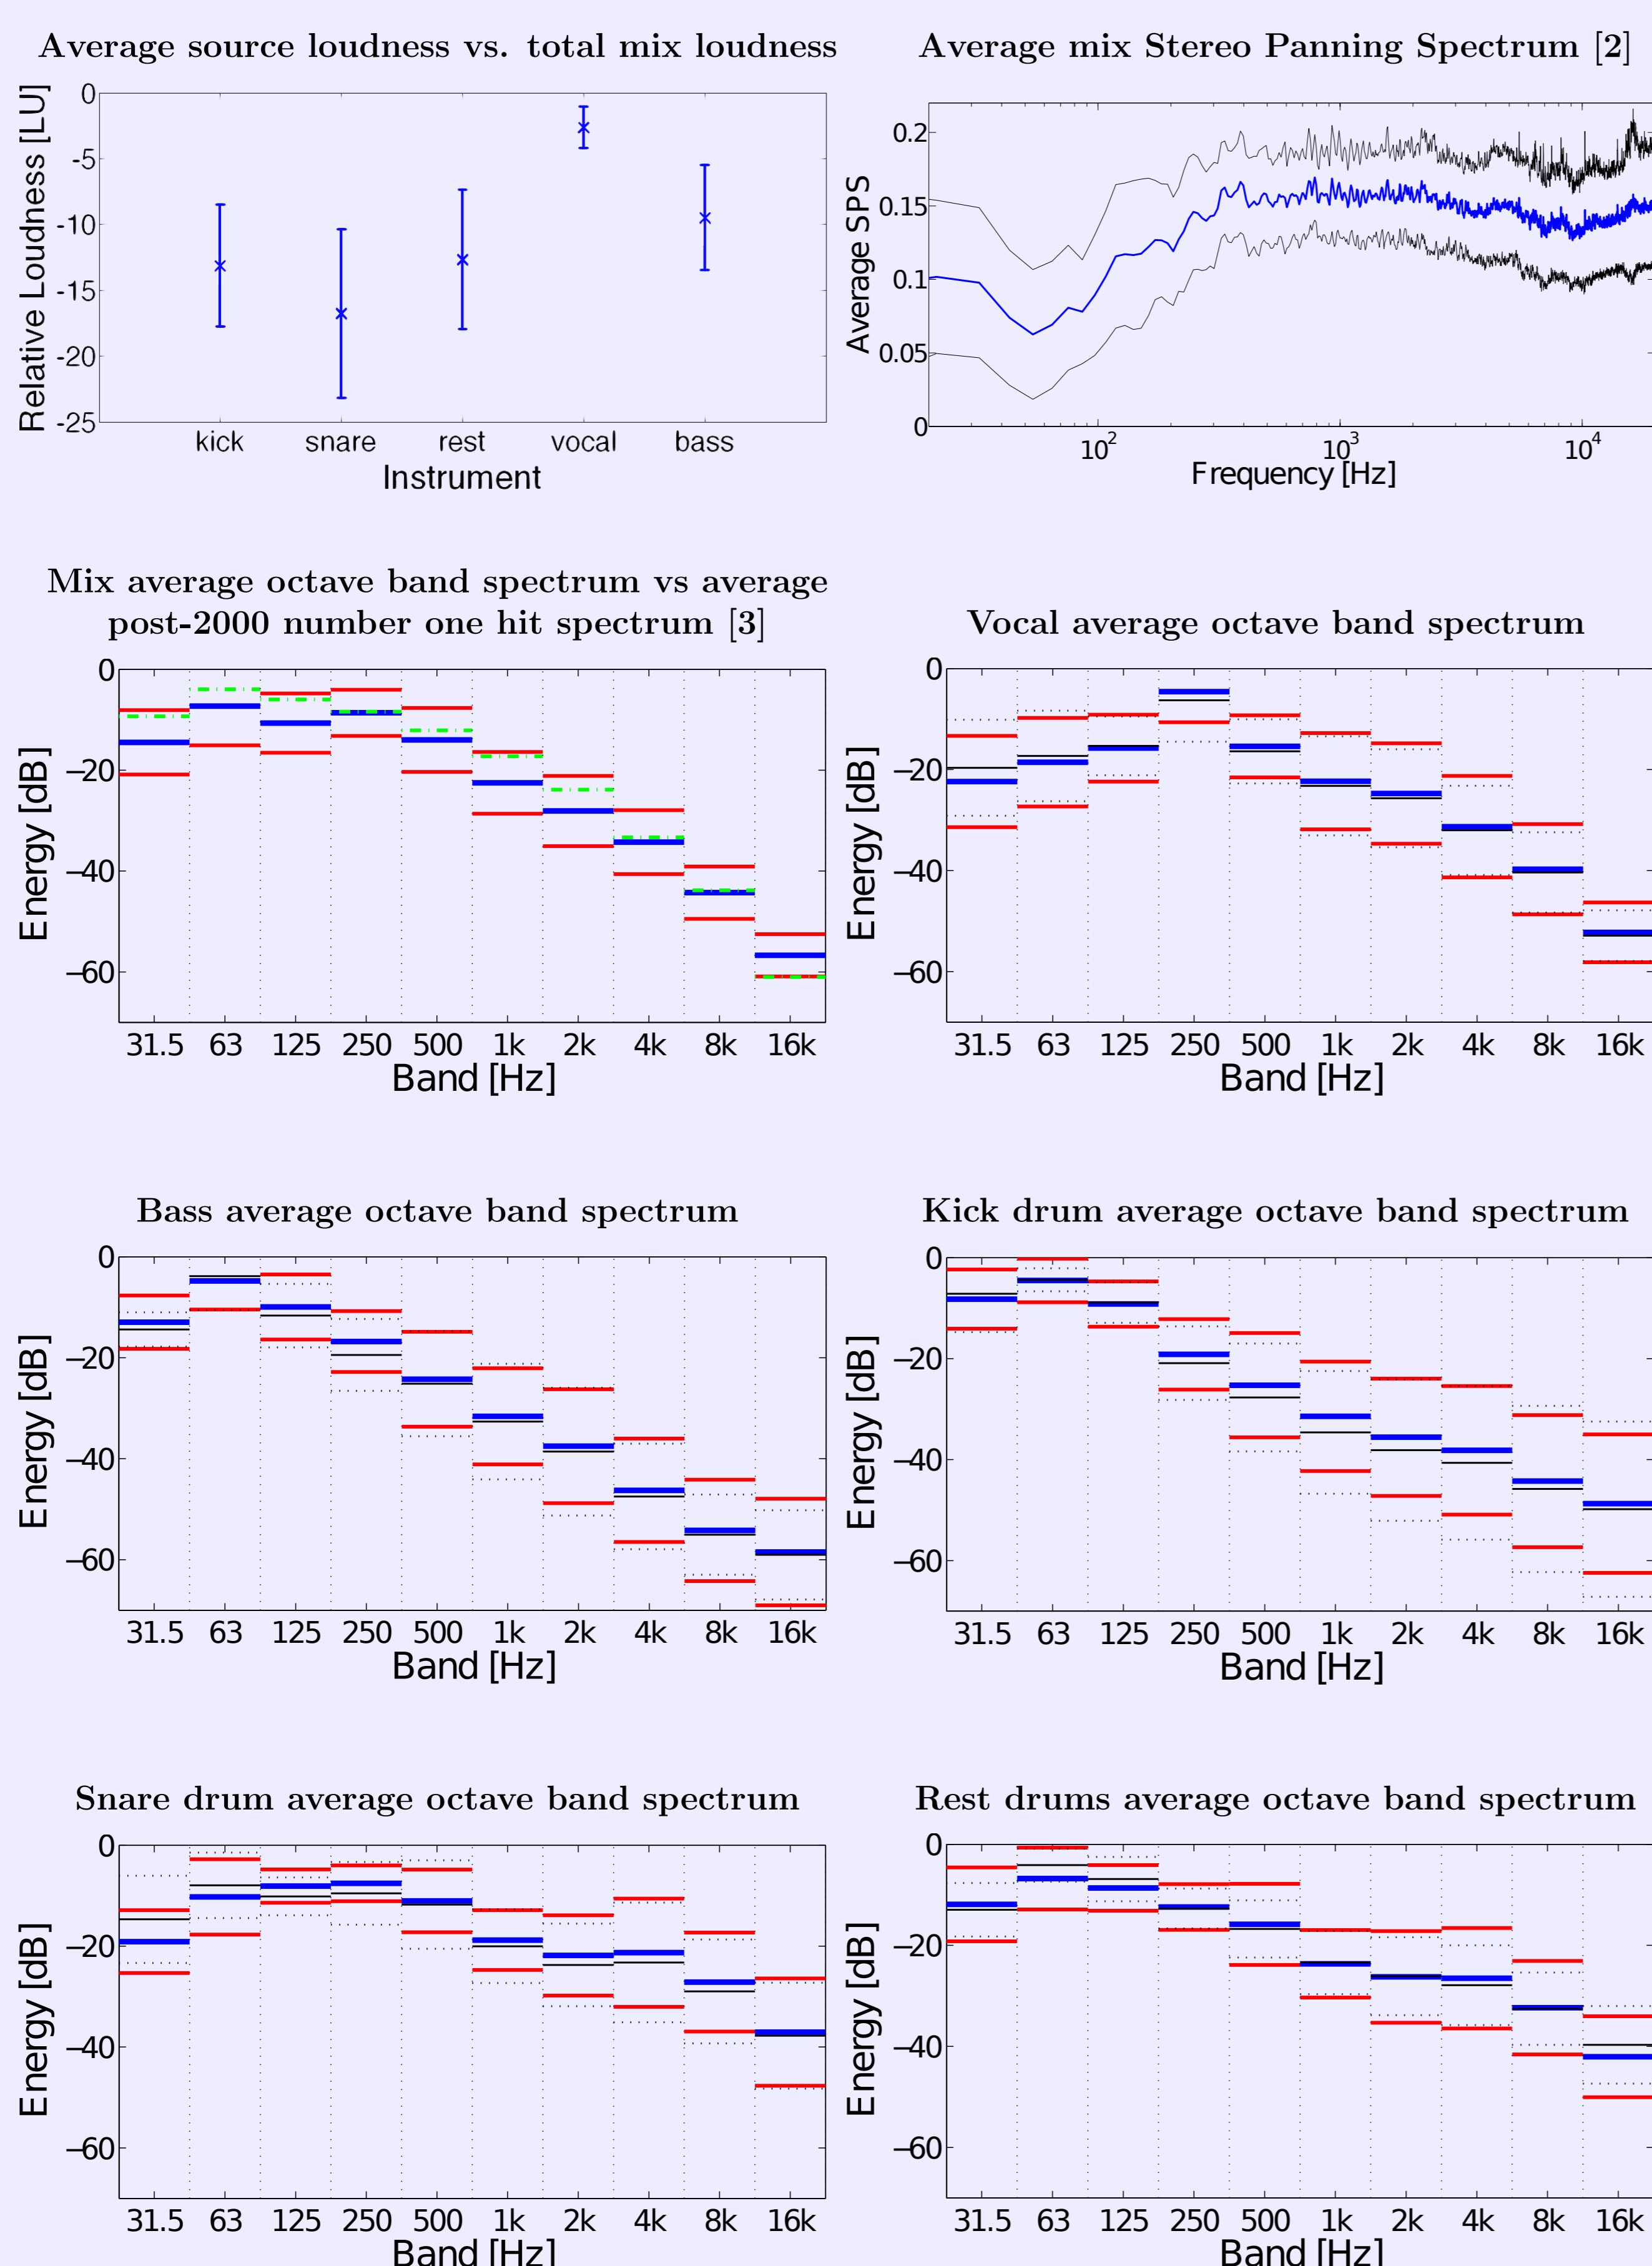 Average source loudness vs. total mix loudness
0
-5
-10
-15
-20
-25
Relative Loudness [LU]
kick snare rest vocal bass
Instrument
Average mix Stereo Panning Spectrum [2]
0.2
0.15
0.1
0.05
0
Average SPS
10² 10³ 10⁴
Frequency [Hz]
Mix average octave band spectrum vs average
post-2000 number one hit spectrum [3]
0
−20
−40
−60
Energy [dB]
31.5 63 125 250 500 1k 2k 4k 8k 16k
Band [Hz]
Vocal average octave band spectrum
0
−20
−40
−60
Energy [dB]
31.5 63 125 250 500 1k 2k 4k 8k 16k
Band [Hz]
Bass average octave band spectrum
0
−20
−40
−60
Energy [dB]
31.5 63 125 250 500 1k 2k 4k 8k 16k
Band [Hz]
Kick drum average octave band spectrum
0
−20
−40
−60
Energy [dB]
31.5 63 125 250 500 1k 2k 4k 8k 16k
Band [Hz]
Snare drum average octave band spectrum
0
−20
−40
−60
Energy [dB]
31.5 63 125 250 500 1k 2k 4k 8k 16k
Band [Hz]
Rest drums average octave band spectrum
0
−20
−40
−60
Energy [dB]
31.5 63 125 250 500 1k 2k 4k 8k 16k
Band [Hz]